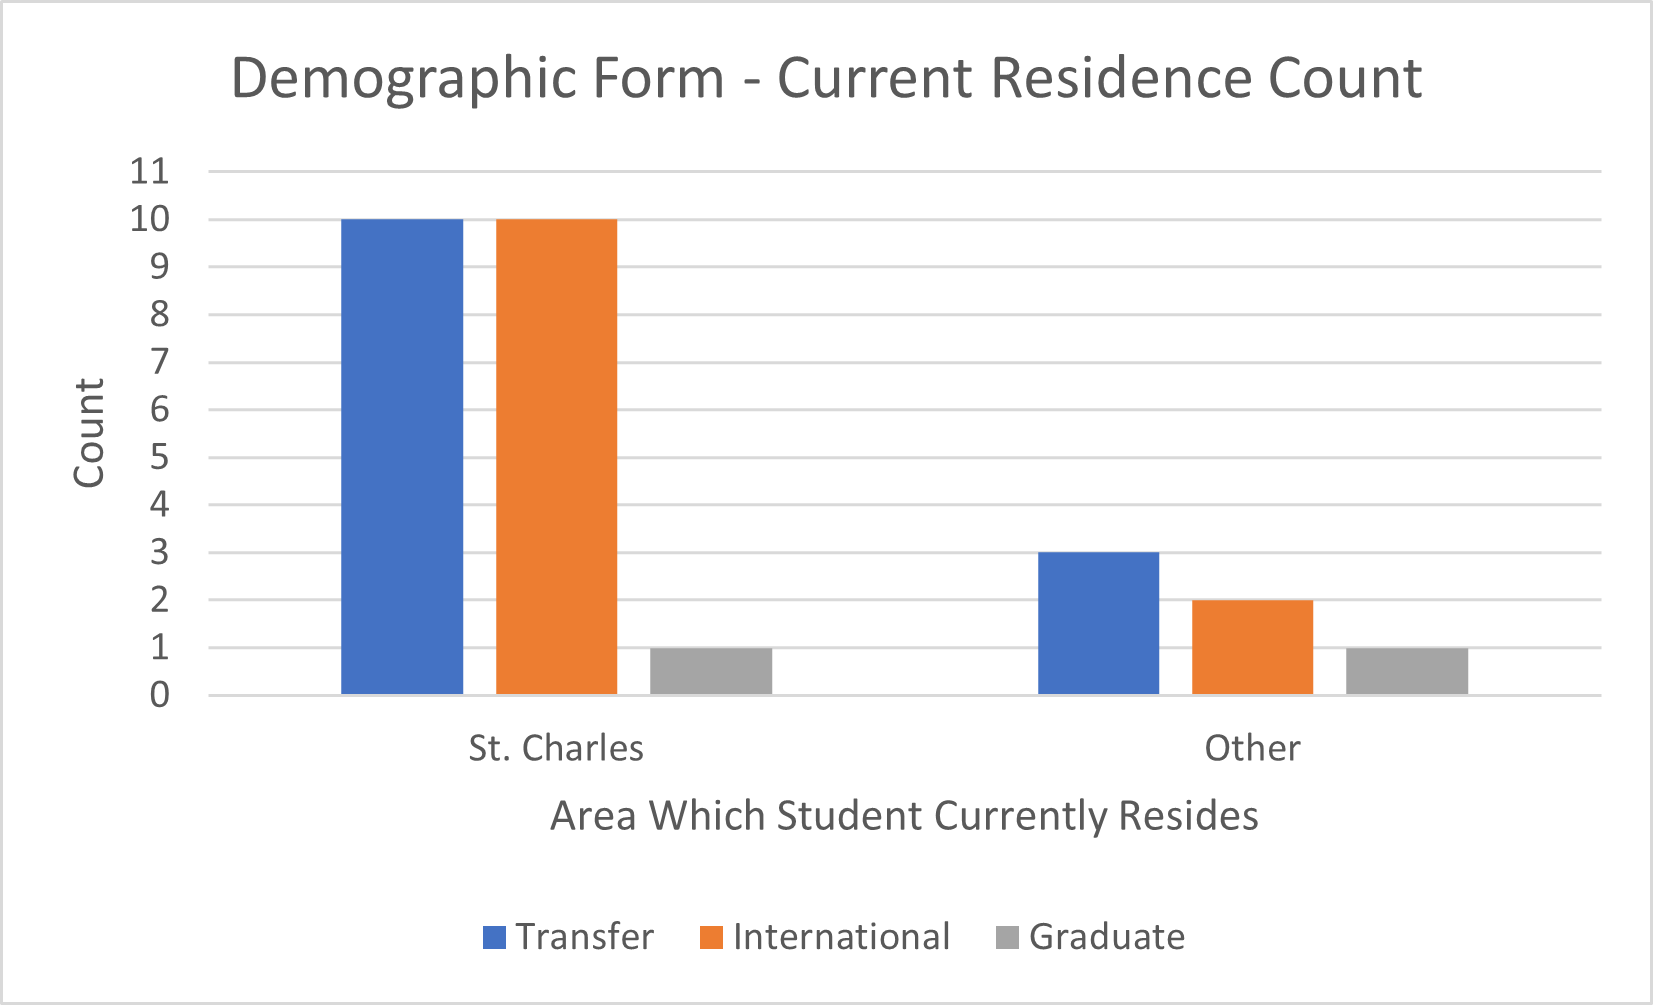 Demographic Form - Current Residence Count
11
10
9
8
7
6
5
4
3
2
1
0
Count
St. Charles
Other
Area Which Student Currently Resides
Transfer International Graduate